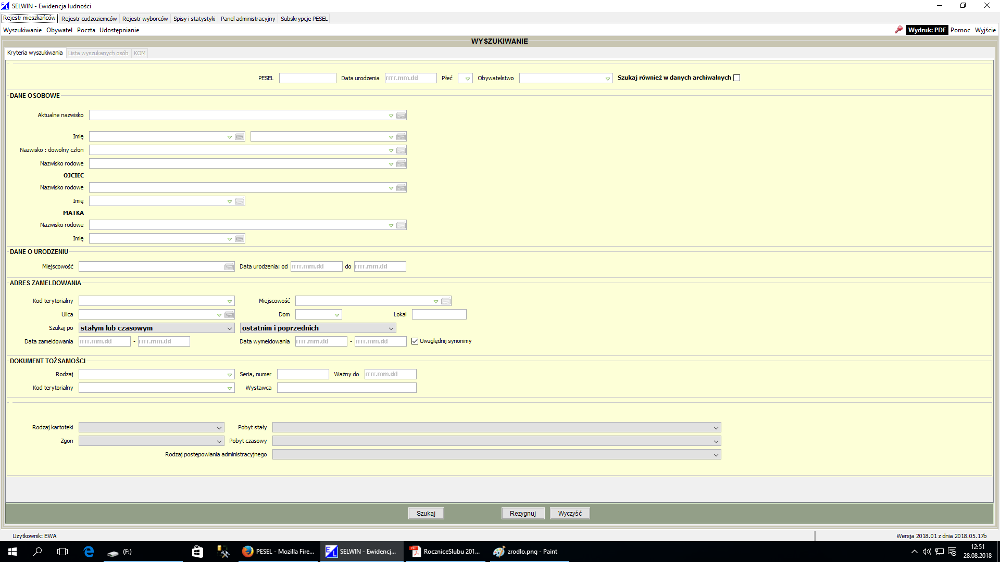 SELWIN - Ewidencja ludności
Rejestr mieszkańców Rejestr cudzoziemców Rejestr wyborców Spisy i statystyki Panel administracyjny Subskrypcje PESEL
Wyszukiwanie Obywatel Poczta Udostępnianie Wydruk: PDF Pomoc Wyjście
WYSZUKIWANIE
Kryteria wyszukiwania Lista wyszukanych osób KOM
PESEL Data urodzenia rrrr.mm.dd Płeć Obywatelstwo Szukaj również w danych archiwalnych
DANE OSOBOWE
Aktualne nazwisko
Imię
Nazwisko : dowolny człon
Nazwisko rodowe
OJCIEC
Nazwisko rodowe
Imię
MATKA
Nazwisko rodowe
Imię
DANE O URODZENIU
Miejscowość Data urodzenia: od rrrr.mm.dd do rrrr.mm.dd
ADRES ZAMELDOWANIA
Kod terytorialny Miejscowość
Ulica Dom Lokal
Szukaj po stałym lub czasowym ostatnim i poprzednich
Data zameldowania rrrr.mm.dd - rrrr.mm.dd Data wymeldowania rrrr.mm.dd - rrrr.mm.dd Uwzględnij synonimy
DOKUMENT TOŻSAMOŚCI
Rodzaj Seria, numer Ważny do rrrr.mm.dd
Kod terytorialny Wystawca
Rodzaj kartoteki Pobyt stały
Zgon Pobyt czasowy
Rodzaj postępowania administracyjnego
Szukaj Rezygnuj Wyczyść
Użytkownik: EWA Wersja 2018.01 z dnia 2018.05.17b
(F:) PESEL - Mozilla Fire... SELWIN - Ewidencj... RoczniceSlubu 201... zrodlo.png - Paint 12:51
28.08.2018